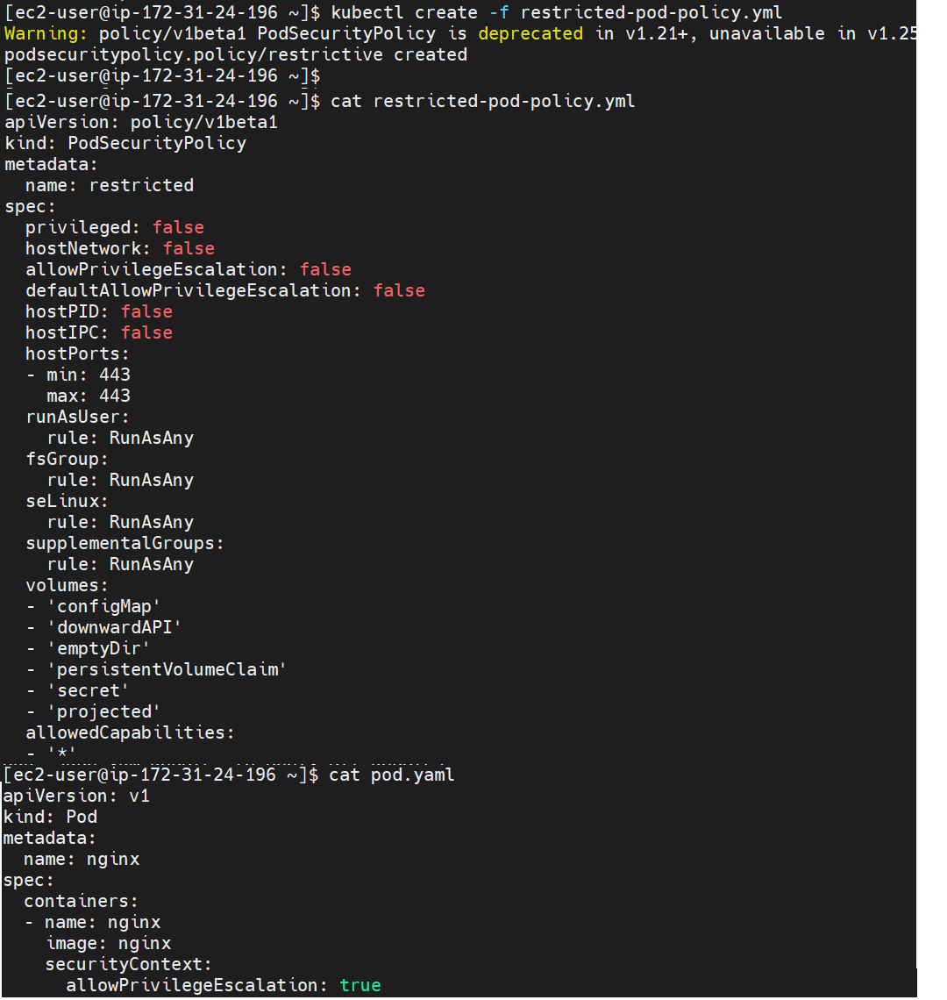 [ec2-user@ip-172-31-24-196 ~]$ kubectl create -f restricted-pod-policy.yml
Warning: policy/v1beta1 PodSecurityPolicy is deprecated in v1.21+, unavailable in v1.25
podsecuritypolicy.policy/restrictive created
[ec2-user@ip-172-31-24-196 ~]$
[ec2-user@ip-172-31-24-196 ~]$ cat restricted-pod-policy.yml
apiVersion: policy/v1beta1
kind: PodSecurityPolicy
metadata:
  name: restricted
spec:
  privileged: false
  hostNetwork: false
  allowPrivilegeEscalation: false
  defaultAllowPrivilegeEscalation: false
  hostPID: false
  hostIPC: false
  hostPorts:
  - min: 443
    max: 443
  runAsUser:
    rule: RunAsAny
  fsGroup:
    rule: RunAsAny
  seLinux:
    rule: RunAsAny
  supplementalGroups:
    rule: RunAsAny
  volumes:
  - 'configMap'
  - 'downwardAPI'
  - 'emptyDir'
  - 'persistentVolumeClaim'
  - 'secret'
  - 'projected'
  allowedCapabilities:
  - '*'
[ec2-user@ip-172-31-24-196 ~]$ cat pod.yaml
apiVersion: v1
kind: Pod
metadata:
  name: nginx
spec:
  containers:
  - name: nginx
    image: nginx
    securityContext:
      allowPrivilegeEscalation: true